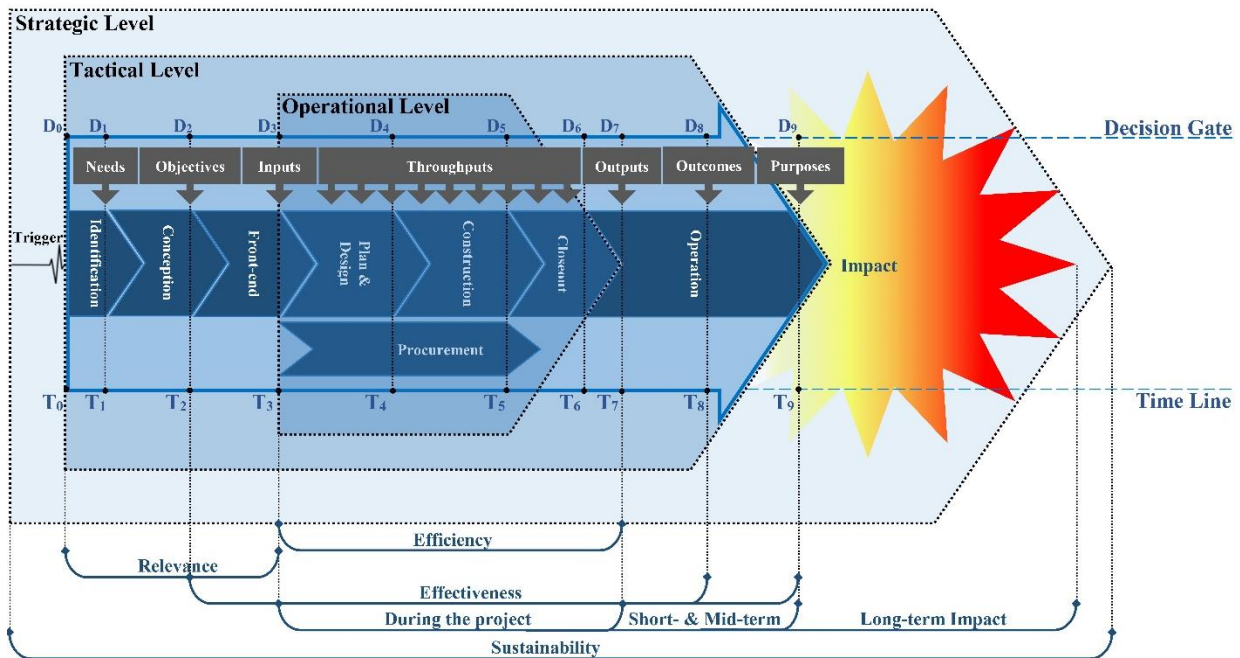 Strategic Level
Tactical Level
Operational Level
D0 D1 D2 D3 D4 D5 D6 D7 D8 D9 Decision Gate
Needs Objectives Inputs Throughputs Outputs Outcomes Purposes
Trigger
Identification
Conception
Front-end
Plan &
Design
Construction
Closeout
Operation
Impact
Procurement
T0 T1 T2 T3 T4 T5 T6 T7 T8 T9 Time Line
Efficiency
Relevance
Effectiveness
During the project Short- & Mid-term Long-term Impact
Sustainability